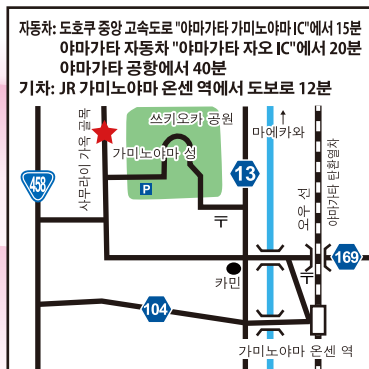 자동차: 도호쿠 중앙 고속도로 "야마가타 가미노야마 IC"에서 15분
야마가타 자동차 "야마가타 자오 IC"에서 20분
야마가타 공항에서 40분
기차: JR 가미노야마 온센 역에서 도보로 12분
쓰키오카 공원
마에카와
사무라이 가옥 골목
가미노야마 성
P
13
458
오우 선
야마가타 탄환열차
〒
169
〒
카민
104
가미노야마 온센 역